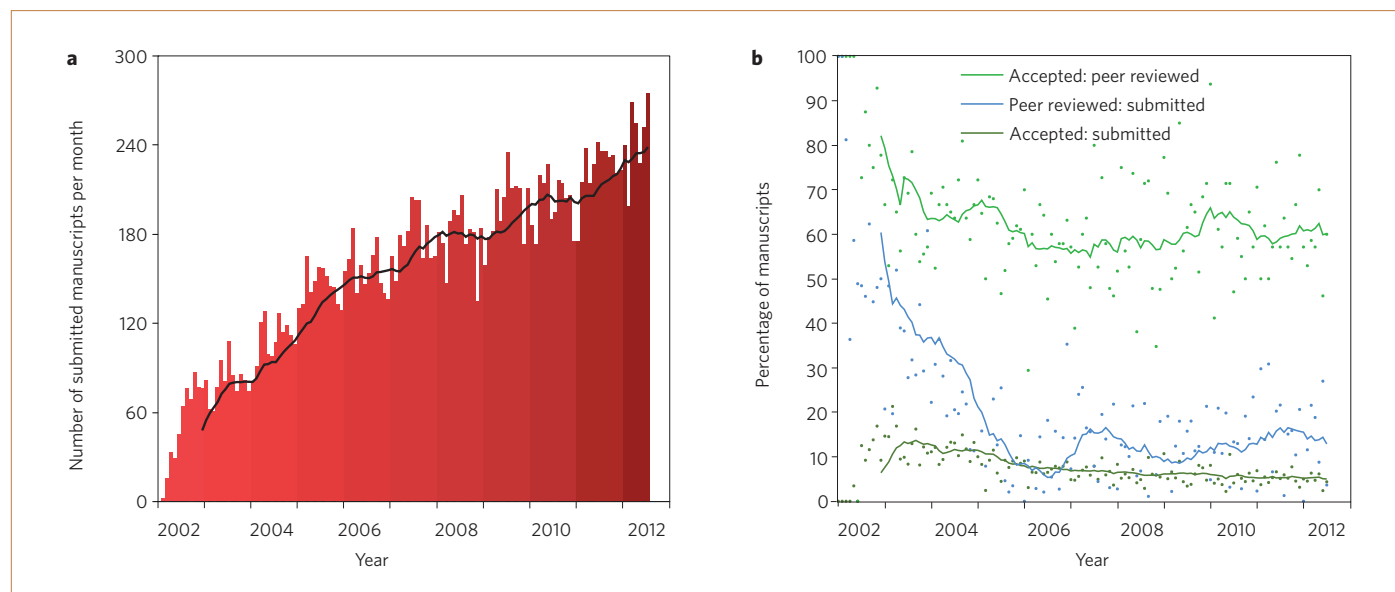 a
300
240
180
120
60
0
Number of submitted manuscripts per month
2002 2004 2006 2008 2010 2012
Year
b
100
90
80
70
60
50
40
30
20
10
0
Percentage of manuscripts
Accepted: peer reviewed
Peer reviewed: submitted
Accepted: submitted
2002 2004 2006 2008 2010 2012
Year